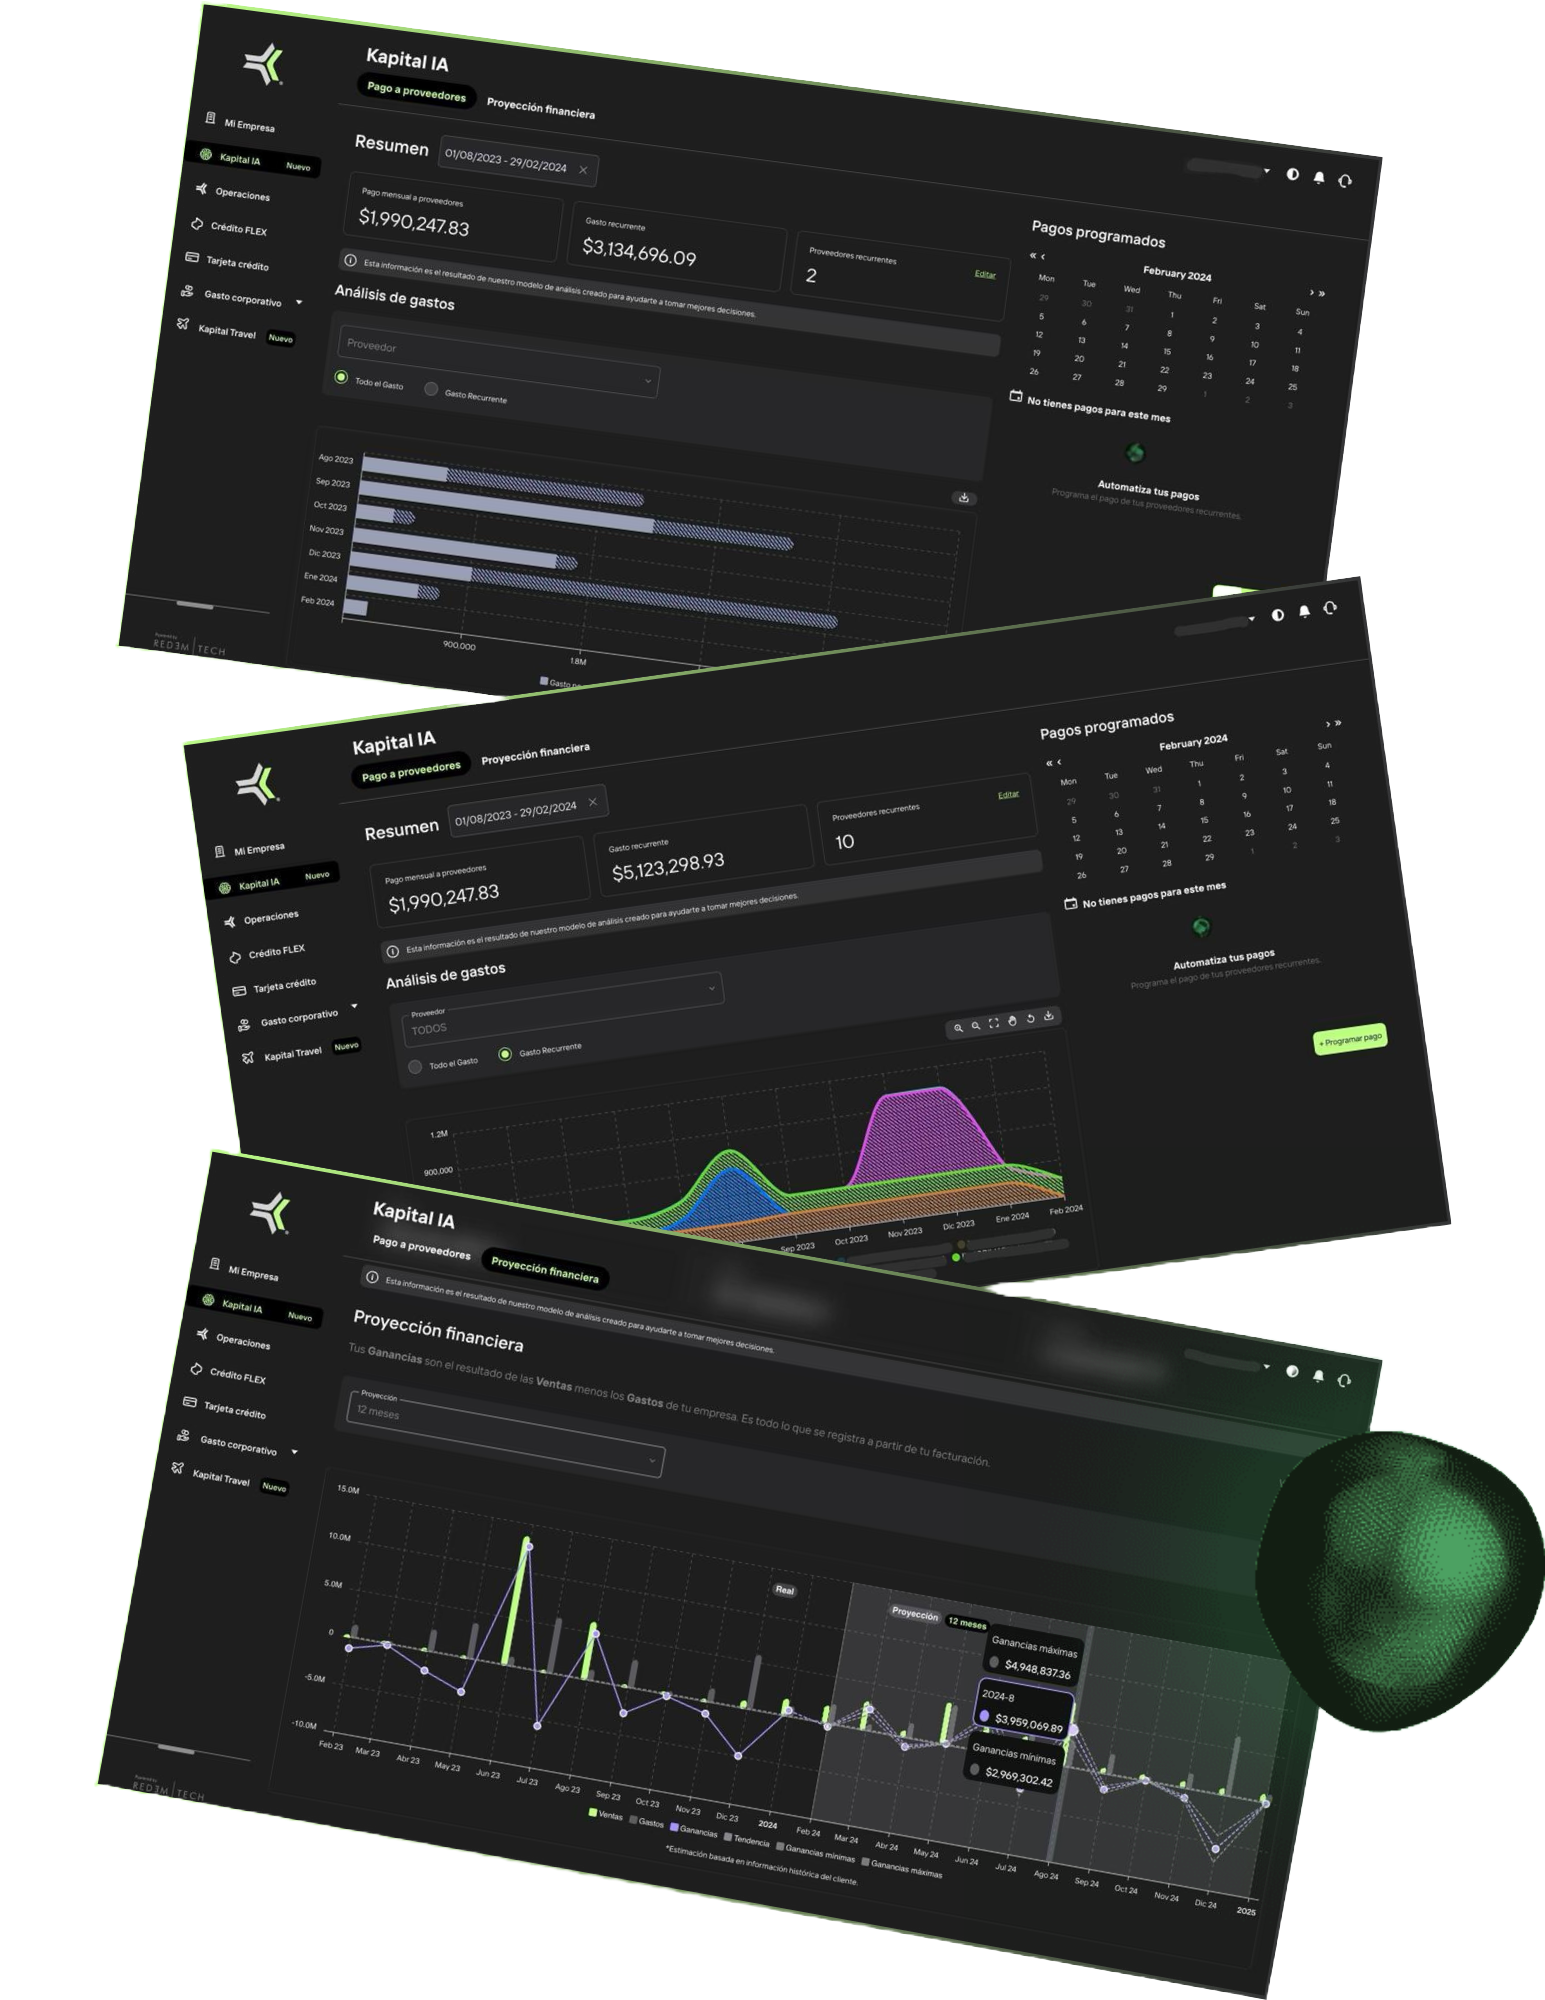 Kapital IA
Pago a proveedores
Proyección financiera
Mi Empresa
Kapital IA Nuevo
Operaciones
Crédito FLEX
Tarjeta crédito
Gasto corporativo
Kapital Travel Nuevo
Powered by
RED3M | TECH
Resumen
01/08/2023 - 29/02/2024
Pago mensual a proveedores
$1,990,247.83
Gasto recurrente
$3,134,696.09
Proveedores recurrentes
Editar
2
Esta información es el resultado de nuestro modelo de análisis creado para ayudarte a tomar mejores decisiones.
Análisis de gastos
Proveedor
Todo el Gasto
Gasto Recurrente
Ago 2023
Sep 2023
Oct 2023
Nov 2023
Dic 2023
Ene 2024
Feb 2024
900,000
1.8M
Gasto
Pagos programados
February 2024
Mon Tue Wed Thu Fri Sat Sun
29 30 31 1 2 3 4
5 6 7 8 9 10 11
12 13 14 15 16 17 18
19 20 21 22 23 24 25
26 27 28 29 1 2 3
No tienes pagos para este mes
Automatiza tus pagos
Programa el pago de tus proveedores recurrentes.
Kapital IA
Pago a proveedores
Proyección financiera
Mi Empresa
Kapital IA Nuevo
Operaciones
Crédito FLEX
Tarjeta crédito
Gasto corporativo
Kapital Travel Nuevo
Resumen
01/08/2023 - 29/02/2024
Pago mensual a proveedores
$1,990,247.83
Gasto recurrente
$5,123,298.93
Proveedores recurrentes
Editar
10
Esta información es el resultado de nuestro modelo de análisis creado para ayudarte a tomar mejores decisiones.
Análisis de gastos
Proveedor
TODOS
Todo el Gasto
Gasto Recurrente
1.2M
900,000
Sep 2023
Oct 2023
Nov 2023
Dic 2023
Ene 2024
Feb 2024
Pagos programados
February 2024
Mon Tue Wed Thu Fri Sat Sun
29 30 31 1 2 3 4
5 6 7 8 9 10 11
12 13 14 15 16 17 18
19 20 21 22 23 24 25
26 27 28 29 1 2 3
No tienes pagos para este mes
Automatiza tus pagos
Programa el pago de tus proveedores recurrentes.
+ Programar pago
Kapital IA
Pago a proveedores
Proyección financiera
Mi Empresa
Kapital IA Nuevo
Operaciones
Crédito FLEX
Tarjeta crédito
Gasto corporativo
Kapital Travel Nuevo
Powered by
RED3M | TECH
Esta información es el resultado de nuestro modelo de análisis creado para ayudarte a tomar mejores decisiones.
Proyección financiera
Tus Ganancias son el resultado de las Ventas menos los Gastos de tu empresa. Es todo lo que se registra a partir de tu facturación.
Proyección
12 meses
15.0M
10.0M
5.0M
0
-5.0M
-10.0M
Real
Proyección 12 meses
Ganancias máximas
$4,948,837.36
2024-8
$3,959,069.89
Ganancias mínimas
$2,969,302.42
Feb 23 Mar 23 Abr 23 May 23 Jun 23 Jul 23 Ago 23 Sep 23 Oct 23 Nov 23 Dic 23 2024 Feb 24 Mar 24 Abr 24 May 24 Jun 24 Jul 24 Ago 24 Sep 24 Oct 24 Nov 24 Dic 24 2025
Ventas Gastos Ganancias Tendencia Ganancias mínimas Ganancias máximas
*Estimación basada en información histórica del cliente.